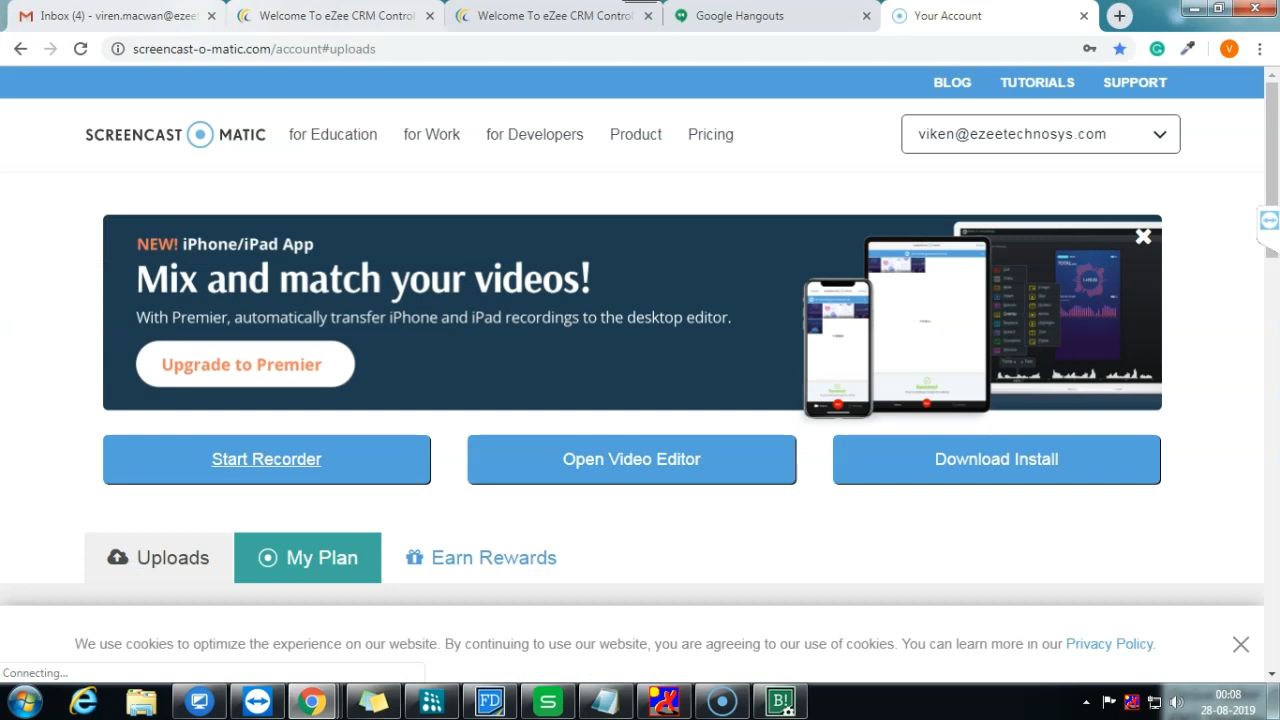 Inbox (4) - viren.macwan@ezee
Welcome To eZee CRM Control
Welcome To eZee CRM Control
Google Hangouts
Your Account
screencast-o-matic.com/account#uploads
V
BLOG TUTORIALS SUPPORT
SCREENCAST MATIC
for Education
for Work
for Developers
Product
Pricing
viken@ezeetechnosys.com
NEW! iPhone/iPad App
Mix and match your videos!
With Premier, automatically transfer iPhone and iPad recordings to the desktop editor.
Upgrade to Premier
Start Recorder
Open Video Editor
Download Install
Uploads
My Plan
Earn Rewards
We use cookies to optimize the experience on our website. By continuing to use our website, you are agreeing to our use of cookies. You can learn more in our Privacy Policy.
Connecting...
FD
S
00:08
28-08-2019